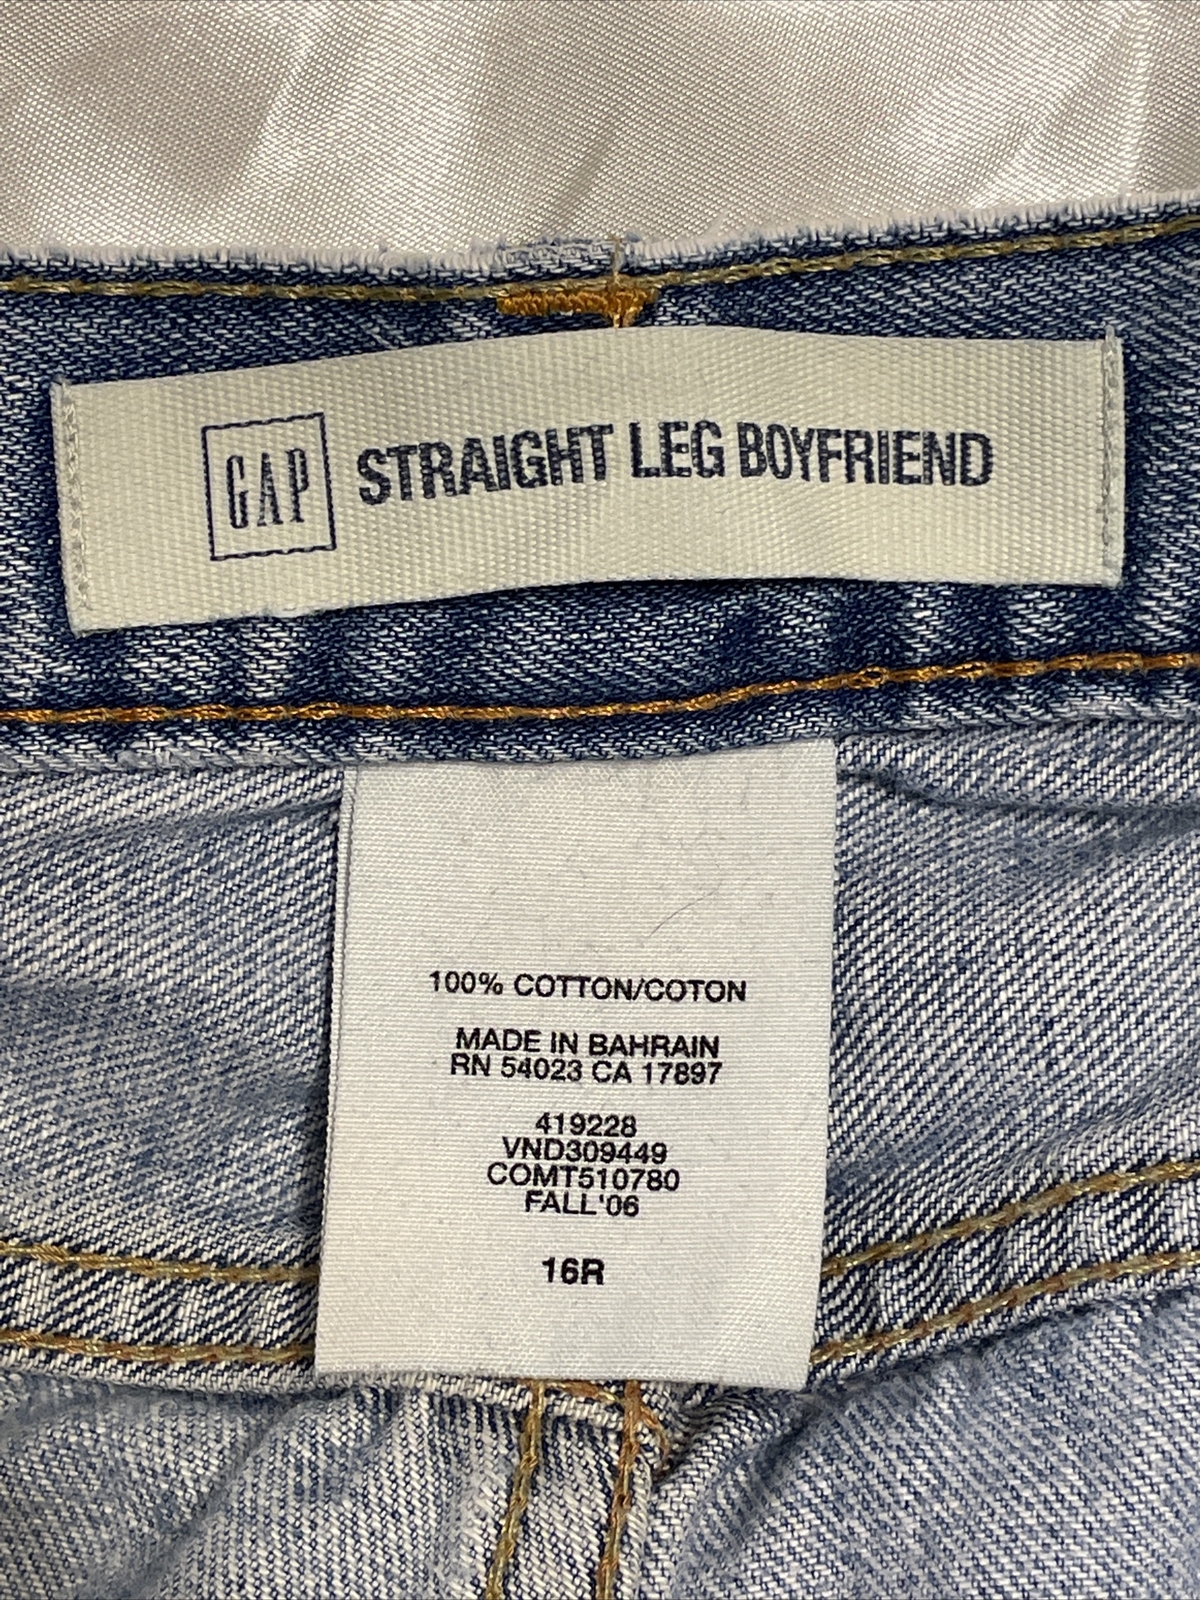 GAP STRAIGHT LEG BOYFRIEND
100% COTTON/COTON
MADE IN BAHRAIN
RN 54023 CA 17897
419228
VND309449
COMT510780
FALL'06
16R